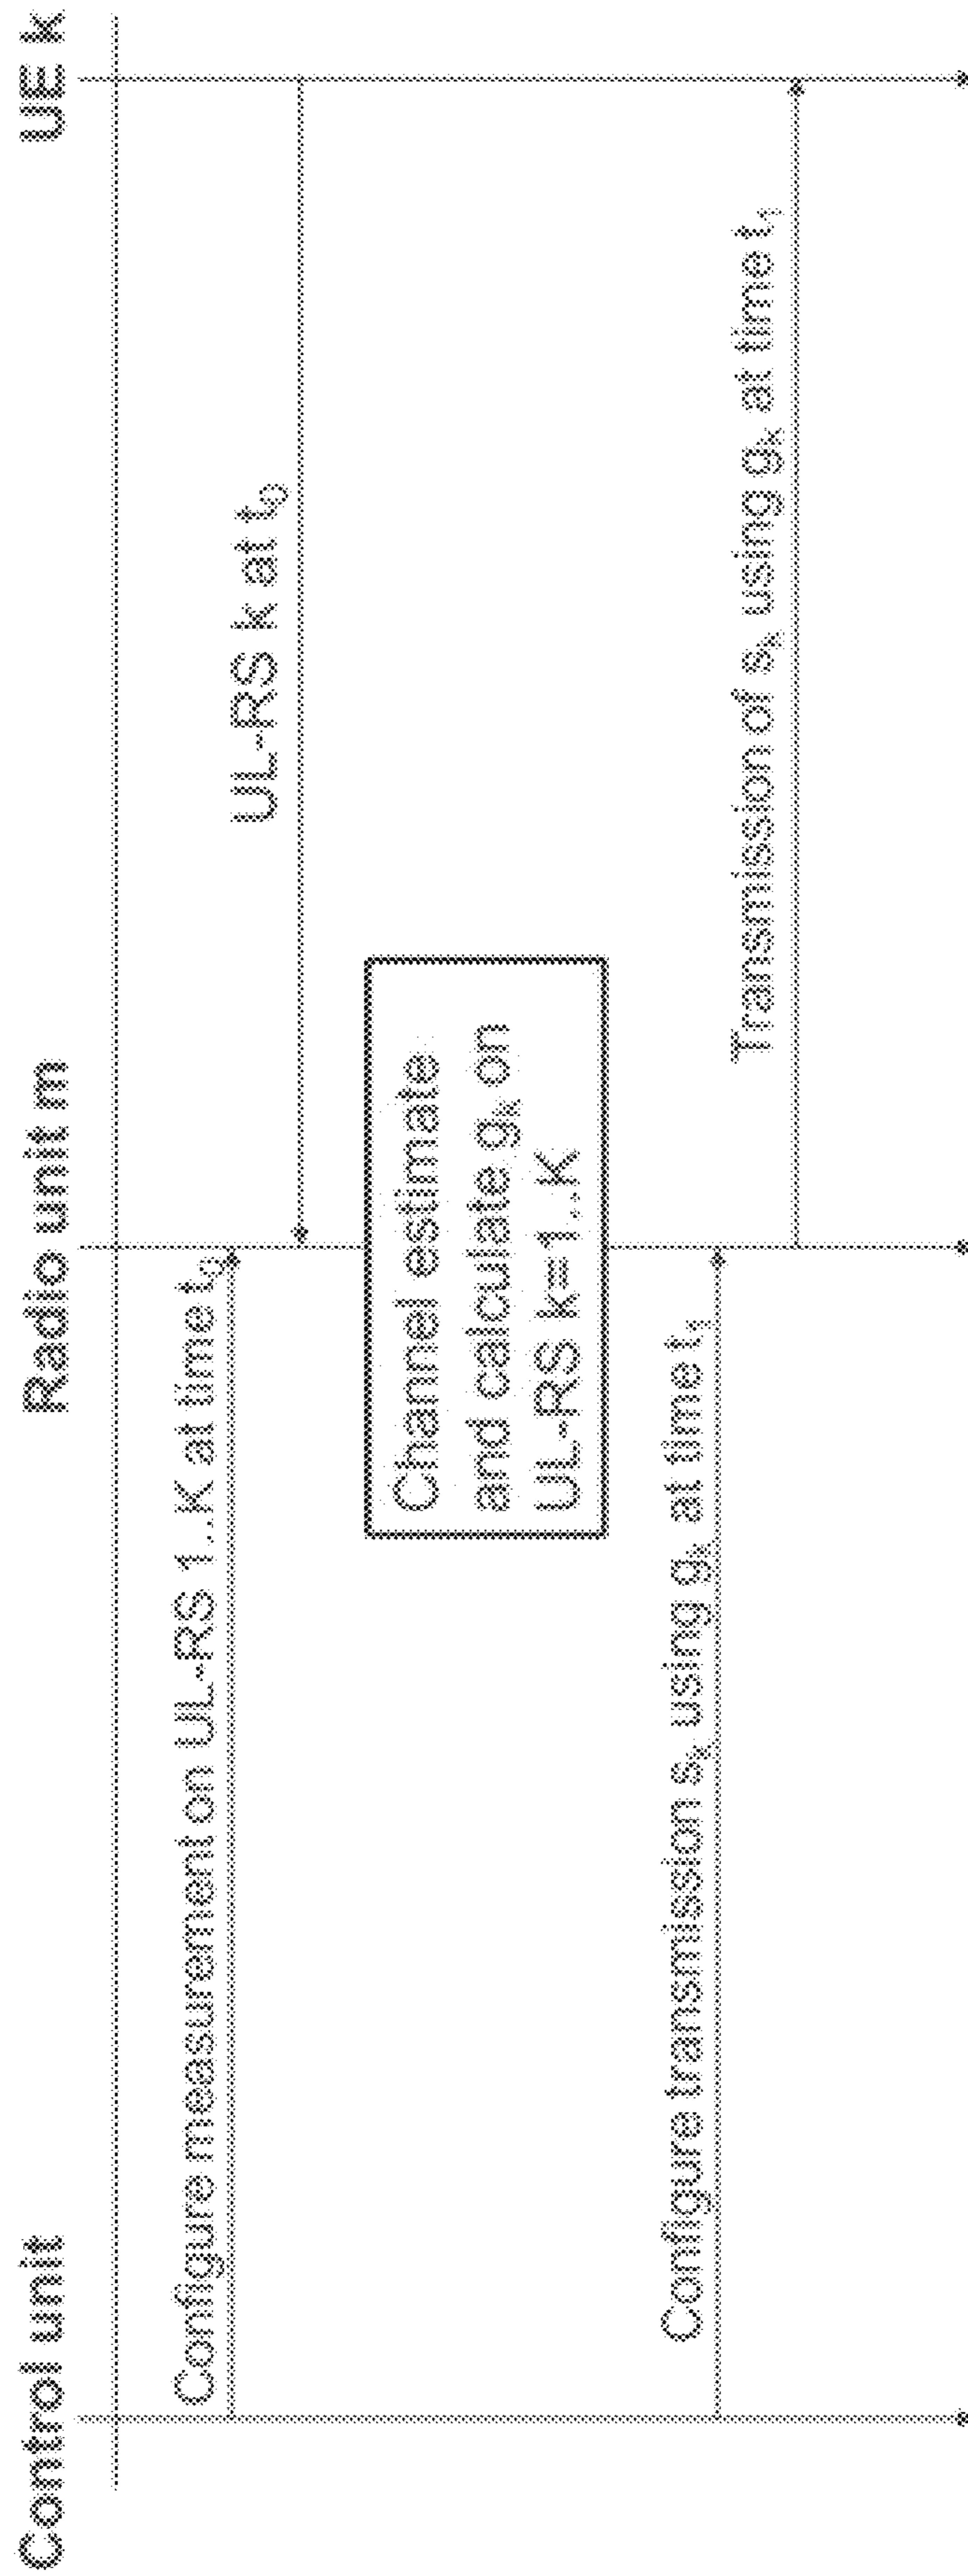 Control unit
Radio unit m
UE k
Configure measurement on UL-RS 1...K at time t₀
UL-RS k at t₀
Channel estimate
and calculate gₖ on
UL-RS k=1...K
Configure transmission sₖ using gₖ at time t₁
Transmission of sₖ using gₖ at time t₁